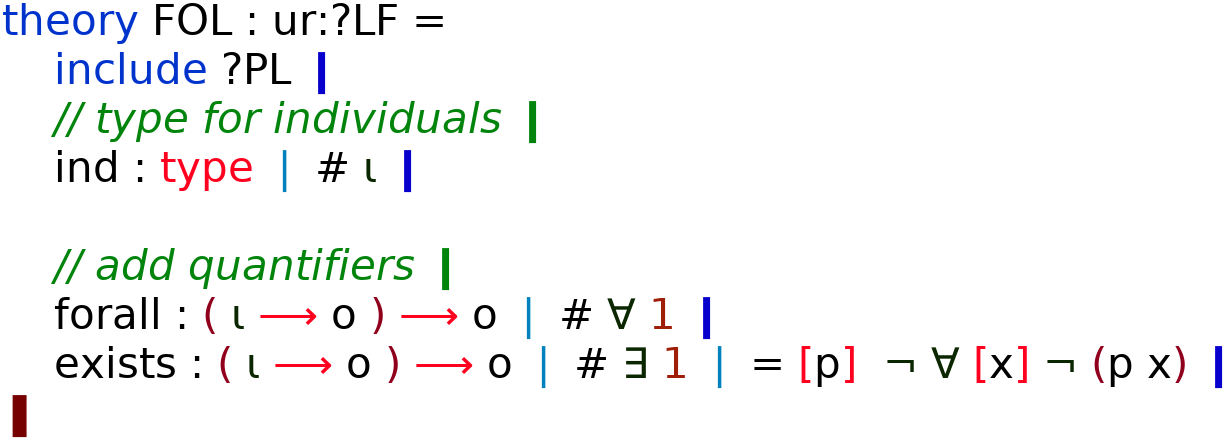 theory FOL : ur:?LF =
include ?PL ❙
// type for individuals ❙
ind : type ❘ # ι ❙
// add quantifiers ❙
forall : ( ι ⟶ o ) ⟶ o ❘ # ∀ 1 ❙
exists : ( ι ⟶ o ) ⟶ o ❘ # ∃ 1 ❘ = [p] ¬ ∀ [x] ¬ (p x) ❙
❚